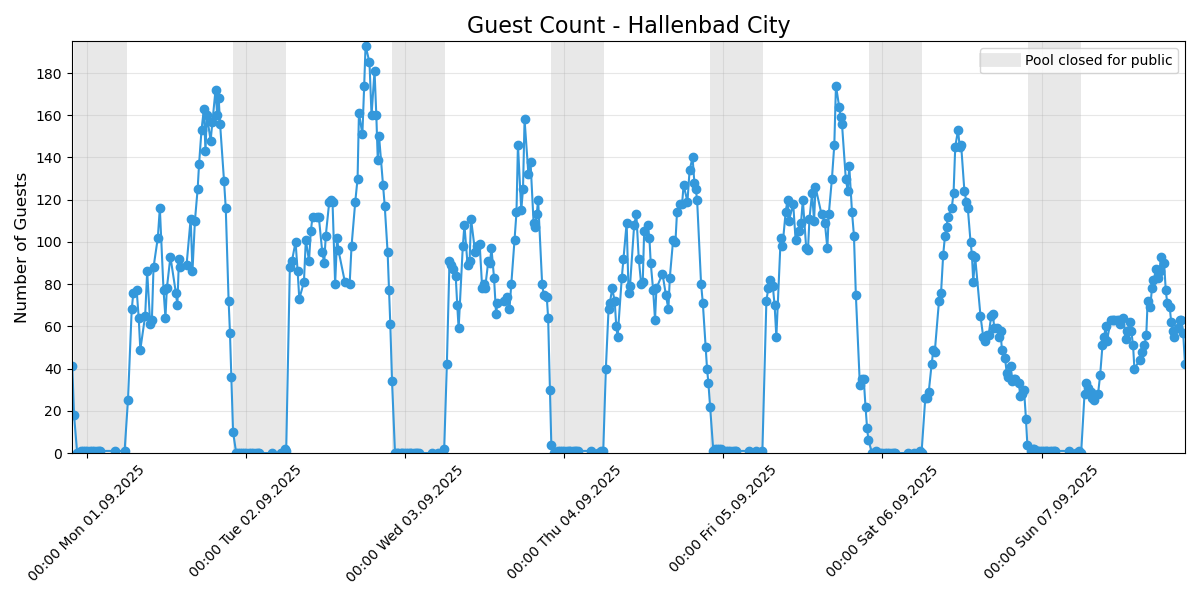 Guest Count - Hallenbad City
Pool closed for public
Number of Guests
180
160
140
120
100
80
60
40
20
0
00:00 Mon 01.09.2025
00:00 Tue 02.09.2025
00:00 Wed 03.09.2025
00:00 Thu 04.09.2025
00:00 Fri 05.09.2025
00:00 Sat 06.09.2025
00:00 Sun 07.09.2025